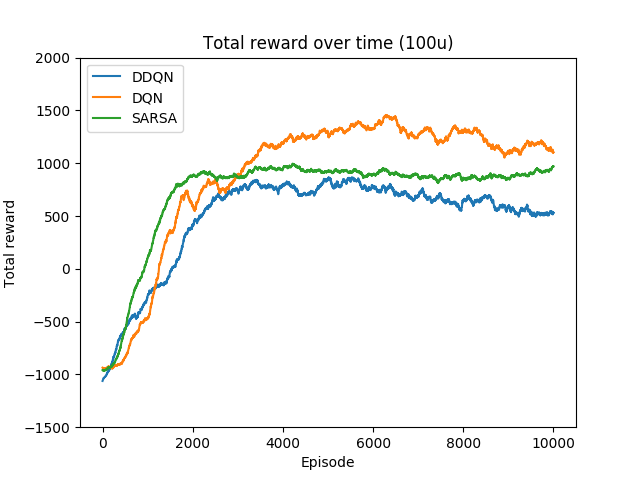 Total reward over time (100u)
DDQN
DQN
SARSA
Total reward
2000
1500
1000
500
0
−500
−1000
−1500
0 2000 4000 6000 8000 10000
Episode